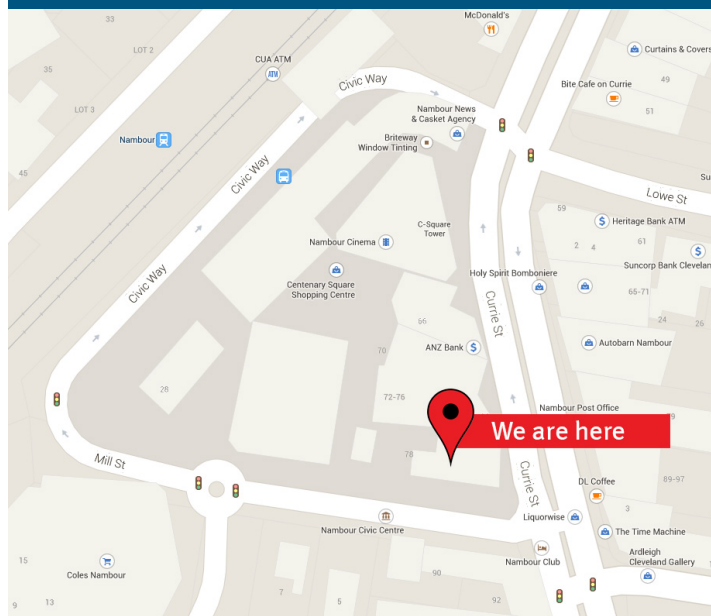 McDonald's
33
LOT 2
CUA ATM
Curtains & Covers
35
Civic Way
Bite Cafe on Currie
49
LOT 3
Nambour News
& Casket Agency
51
Nambour
Briteway
Window Tinting
45
Civic Way
Su
Lowe St
59
C-Square
Tower
Heritage Bank ATM
Nambour Cinema
2
4
61
Suncorp Bank Clevelan
Civic Way
Centenary Square
Shopping Centre
Holy Spirit Bomboniere
65-71
Currie St
66
24
26
70
ANZ Bank
Autobarn Nambour
28
72-76
Nambour Post Office
We are here
78
Mill St
Currie St
DL Coffee
89-97
3
Liquorwise
Nambour Civic Centre
The Time Machine
15
Nambour Club
Ardleigh
Cleveland Gallery
Coles Nambour
90
7
9
13
5
92